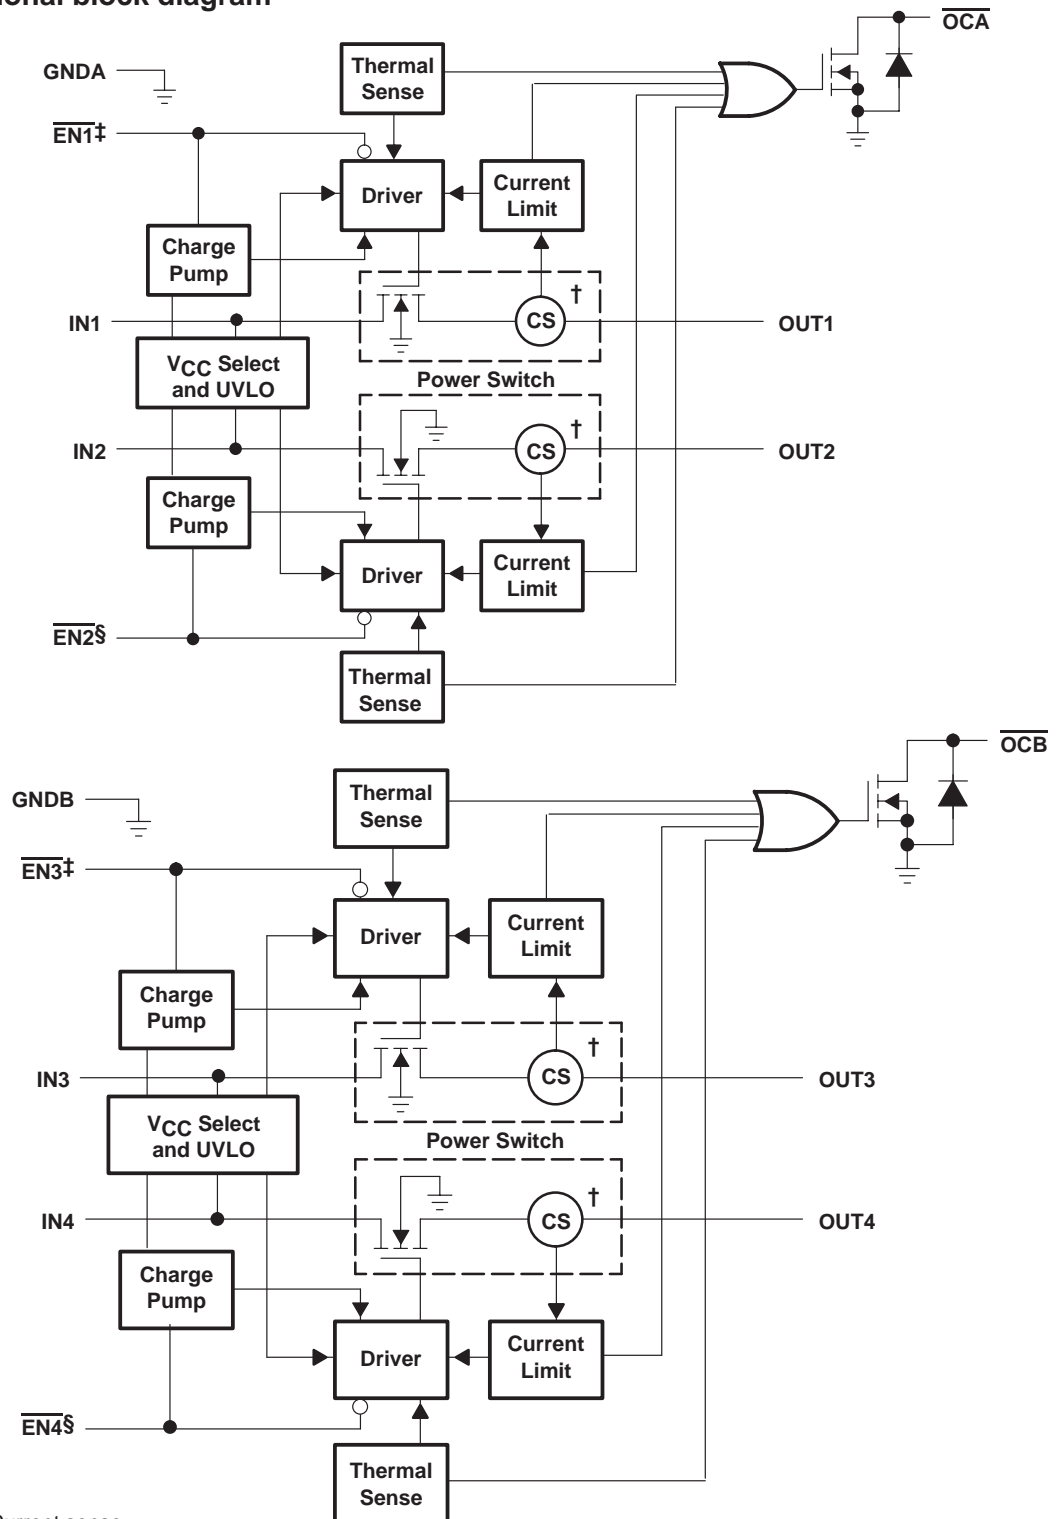 block diagram
OCA
GNDA
Thermal
Sense
EN1‡
Driver
Current
Limit
Charge
Pump
†
IN1
CS
OUT1
VCC Select
and UVLO
Power Switch
†
IN2
CS
OUT2
Charge
Pump
Driver
Current
Limit
EN2§
Thermal
Sense
OCB
GNDB
Thermal
Sense
EN3‡
Driver
Current
Limit
Charge
Pump
†
IN3
CS
OUT3
VCC Select
and UVLO
Power Switch
†
IN4
CS
OUT4
Charge
Pump
Driver
Current
Limit
EN4§
Thermal
Sense